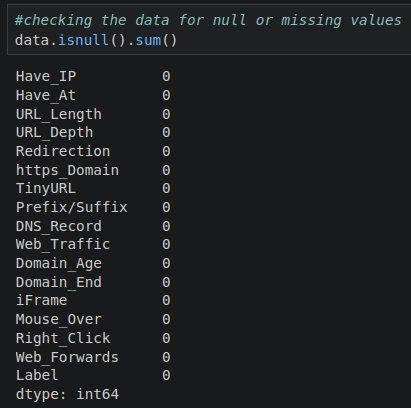 #checking the data for null or missing values
data.isnull().sum()
Have_IP 0
Have_At 0
URL_Length 0
URL_Depth 0
Redirection 0
https_Domain 0
TinyURL 0
Prefix/Suffix 0
DNS_Record 0
Web_Traffic 0
Domain_Age 0
Domain_End 0
iFrame 0
Mouse_Over 0
Right_Click 0
Web_Forwards 0
Label 0
dtype: int64